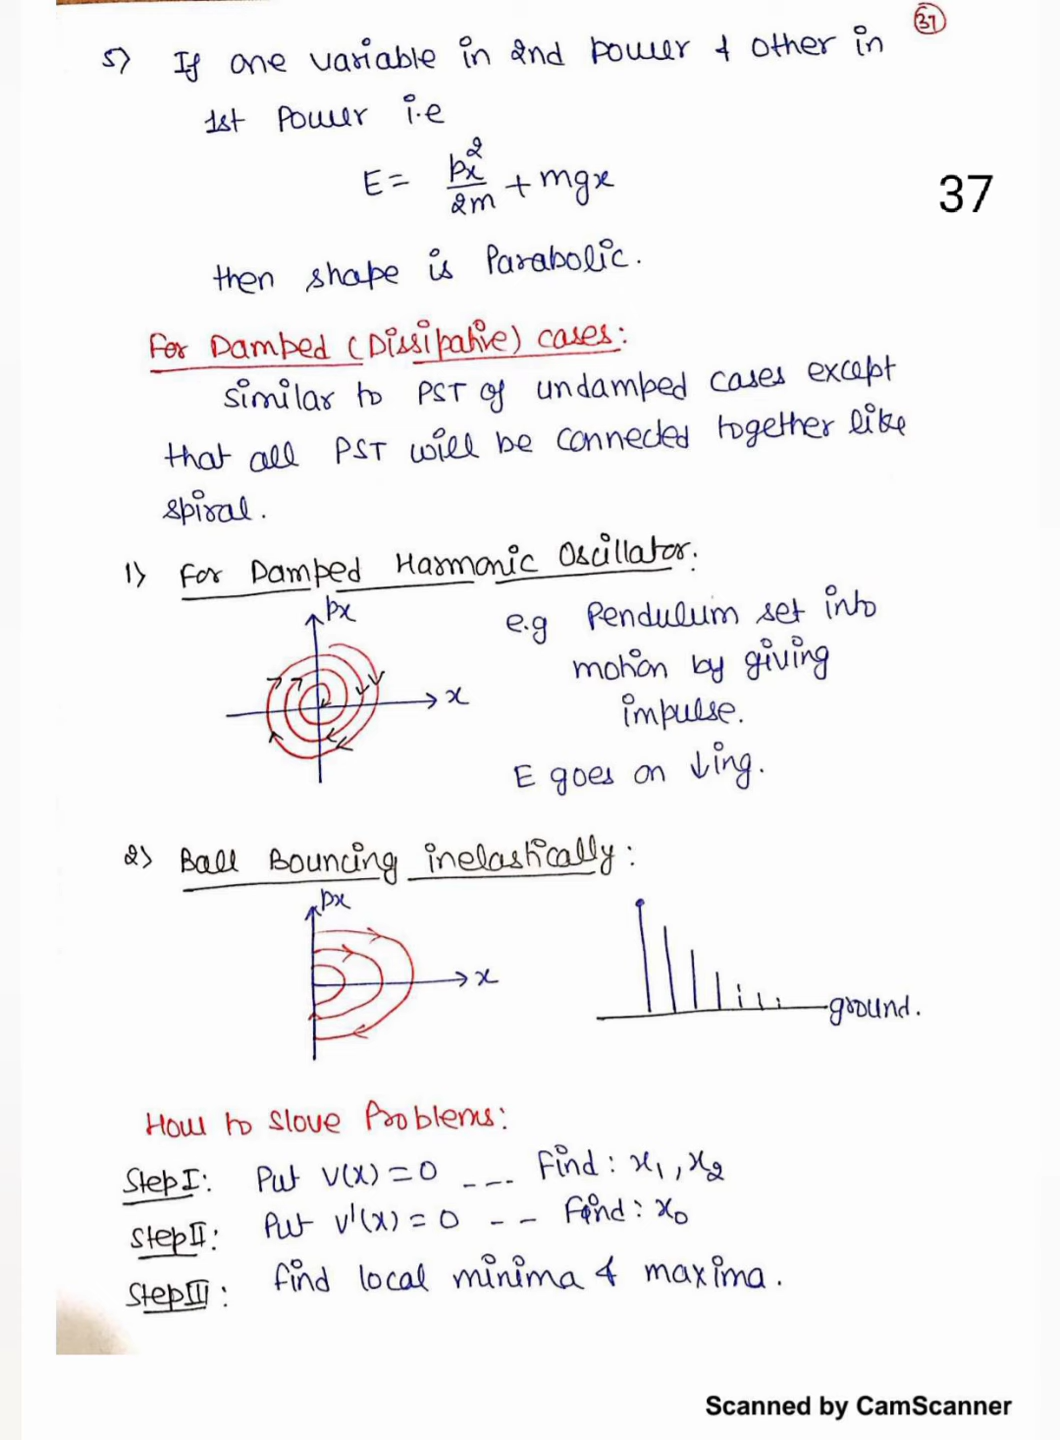 37
5) If one variable in 2nd power & other in
1st Power i.e
E = px²/2m + mgx
37
then shape is Parabolic.
For Damped (Dissipative) cases:
Similar to PST of undamped cases except
that all PST will be connected together like
spiral.
1) For Damped Harmonic Oscillator:
px
x
e.g Pendulum set into
motion by giving
impulse.
E goes on ↓ing.
2) Ball Bouncing inelastically:
px
x
ground.
How to Slove Problems:
Step I: Put V(x) = 0 --- Find: x₁, x₂
Step II: Put V'(x) = 0 -- Find: x₀
Step III: find local minima & maxima.
Scanned by CamScanner